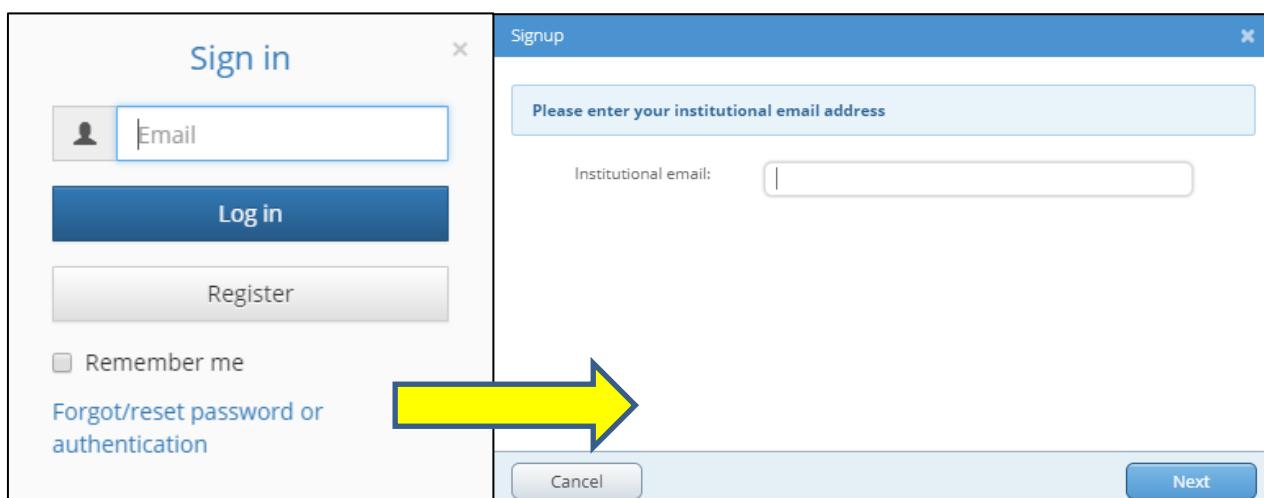 Sign in
Email
Log in
Register
Remember me
Forgot/reset password or
authentication
Signup
Please enter your institutional email address
Institutional email:
Cancel
Next